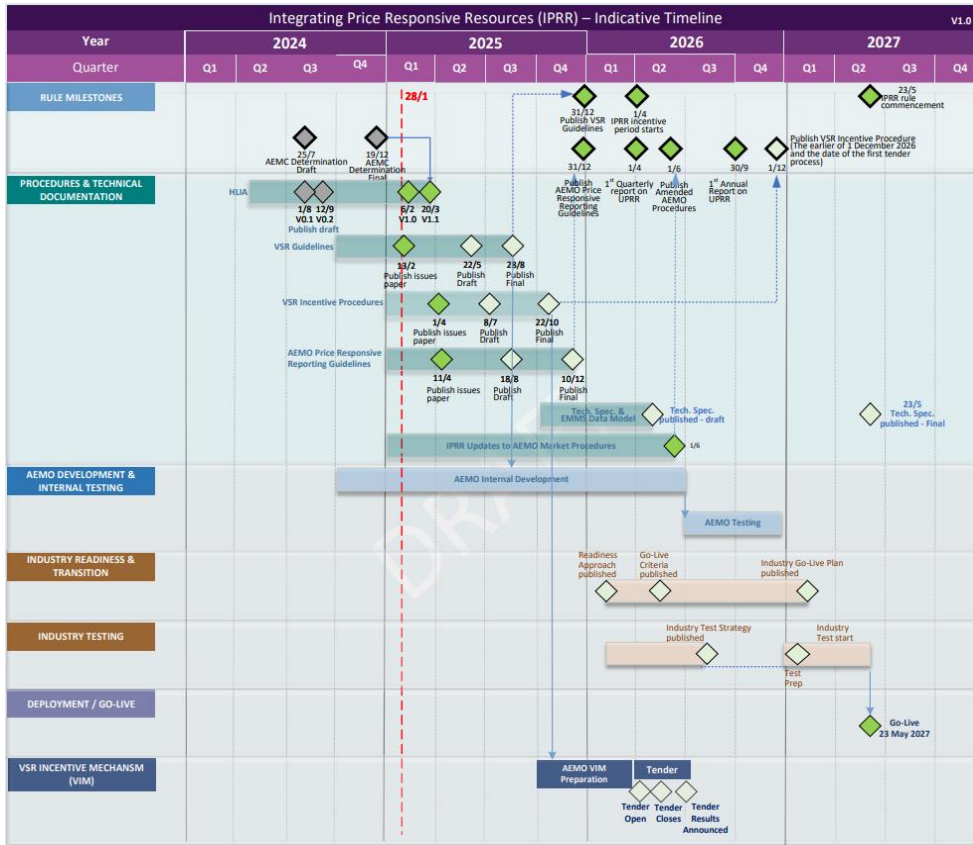 Integrating Price Responsive Resources (IPRR) – Indicative Timeline
V1.0
Year
2024
2025
2026
2027
Quarter
Q1
Q2
Q3
Q4
Q1
Q2
Q3
Q4
Q1
Q2
Q3
Q4
Q1
Q2
Q3
Q4
RULE MILESTONES
28/1
31/12
Publish VSR
Guidelines
1/4
IPRR incentive
period starts
23/5
IPRR rule
commencement
25/7
AEMC Determination
Draft
19/12
AEMC
Determination
Final
31/12
Publish
AEMO Price
Responsive
Reporting
Guidelines
1/4
1st Quarterly
report on
UPRR
1/6
Publish
Amended
AEMO
Procedures
30/9
1st Annual
Report on
UPRR
1/12
Publish VSR Incentive Procedure
(The earlier of 1 December 2026
and the date of the first tender
process)
PROCEDURES & TECHNICAL
DOCUMENTATION
HLIA
1/8
V0.1
12/9
V0.2
Publish draft
6/2
V1.0
20/3
V1.1
VSR Guidelines
13/2
Publish issues
paper
22/5
Publish
Draft
23/8
Publish
Final
VSR Incentive Procedures
1/4
Publish issues
paper
8/7
Publish
Draft
22/10
Publish
Final
AEMO Price Responsive
Reporting Guidelines
11/4
Publish issues
paper
18/8
Publish
Draft
10/12
Publish
Final
Tech. Spec. &
EMMS Data Model
Tech. Spec.
published - draft
23/5
Tech. Spec.
published - Final
IPRR Updates to AEMO Market Procedures
1/6
AEMO DEVELOPMENT &
INTERNAL TESTING
AEMO Internal Development
AEMO Testing
DRAFT
INDUSTRY READINESS &
TRANSITION
Readiness
Approach
published
Go-Live
Criteria
published
Industry Go-Live Plan
published
INDUSTRY TESTING
Industry Test Strategy
published
Industry
Test start
Test
Prep
DEPLOYMENT / GO-LIVE
Go-Live
23 May 2027
VSR INCENTIVE MECHANSM
(VIM)
AEMO VIM
Preparation
Tender
Tender
Open
Tender
Closes
Tender
Results
Announced